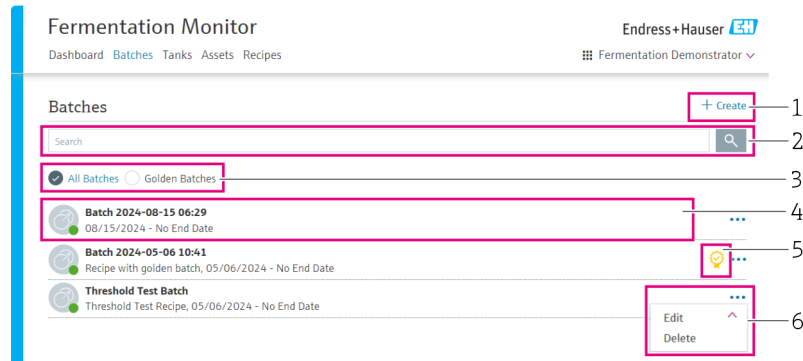 Fermentation Monitor
Endress+Hauser EH
Dashboard Batches Tanks Assets Recipes
Fermentation Demonstrator
Batches
+ Create
1
Search
2
All Batches Golden Batches
3
Batch 2024-08-15 06:29
08/15/2024 - No End Date
4
Batch 2024-05-06 10:41
Recipe with golden batch, 05/06/2024 - No End Date
5
Threshold Test Batch
Threshold Test Recipe, 05/06/2024 - No End Date
Edit
Delete
6